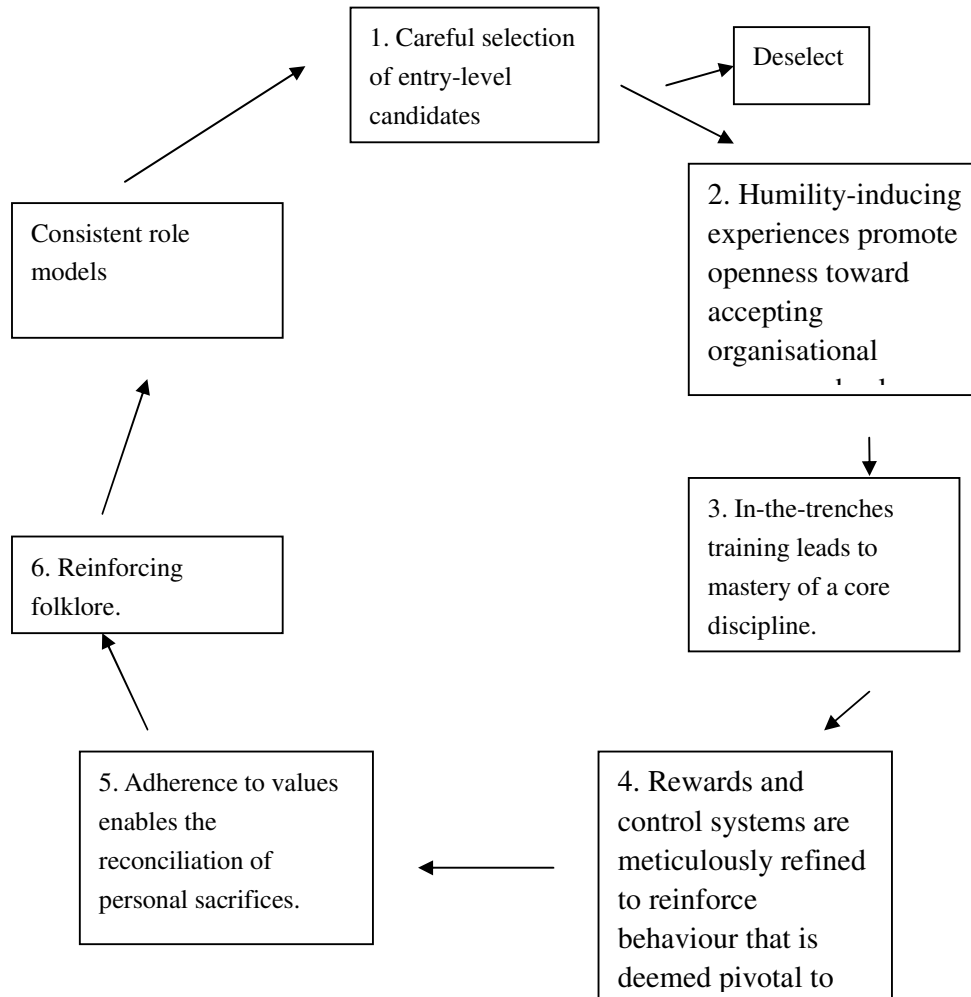 1. Careful selection
of entry-level
candidates
Deselect
2. Humility-inducing
experiences promote
openness toward
accepting
organisational
3. In-the-trenches
training leads to
mastery of a core
discipline.
4. Rewards and
control systems are
meticulously refined
to reinforce
behaviour that is
deemed pivotal to
5. Adherence to values
enables the
reconciliation of
personal sacrifices.
6. Reinforcing
folklore.
Consistent role
models